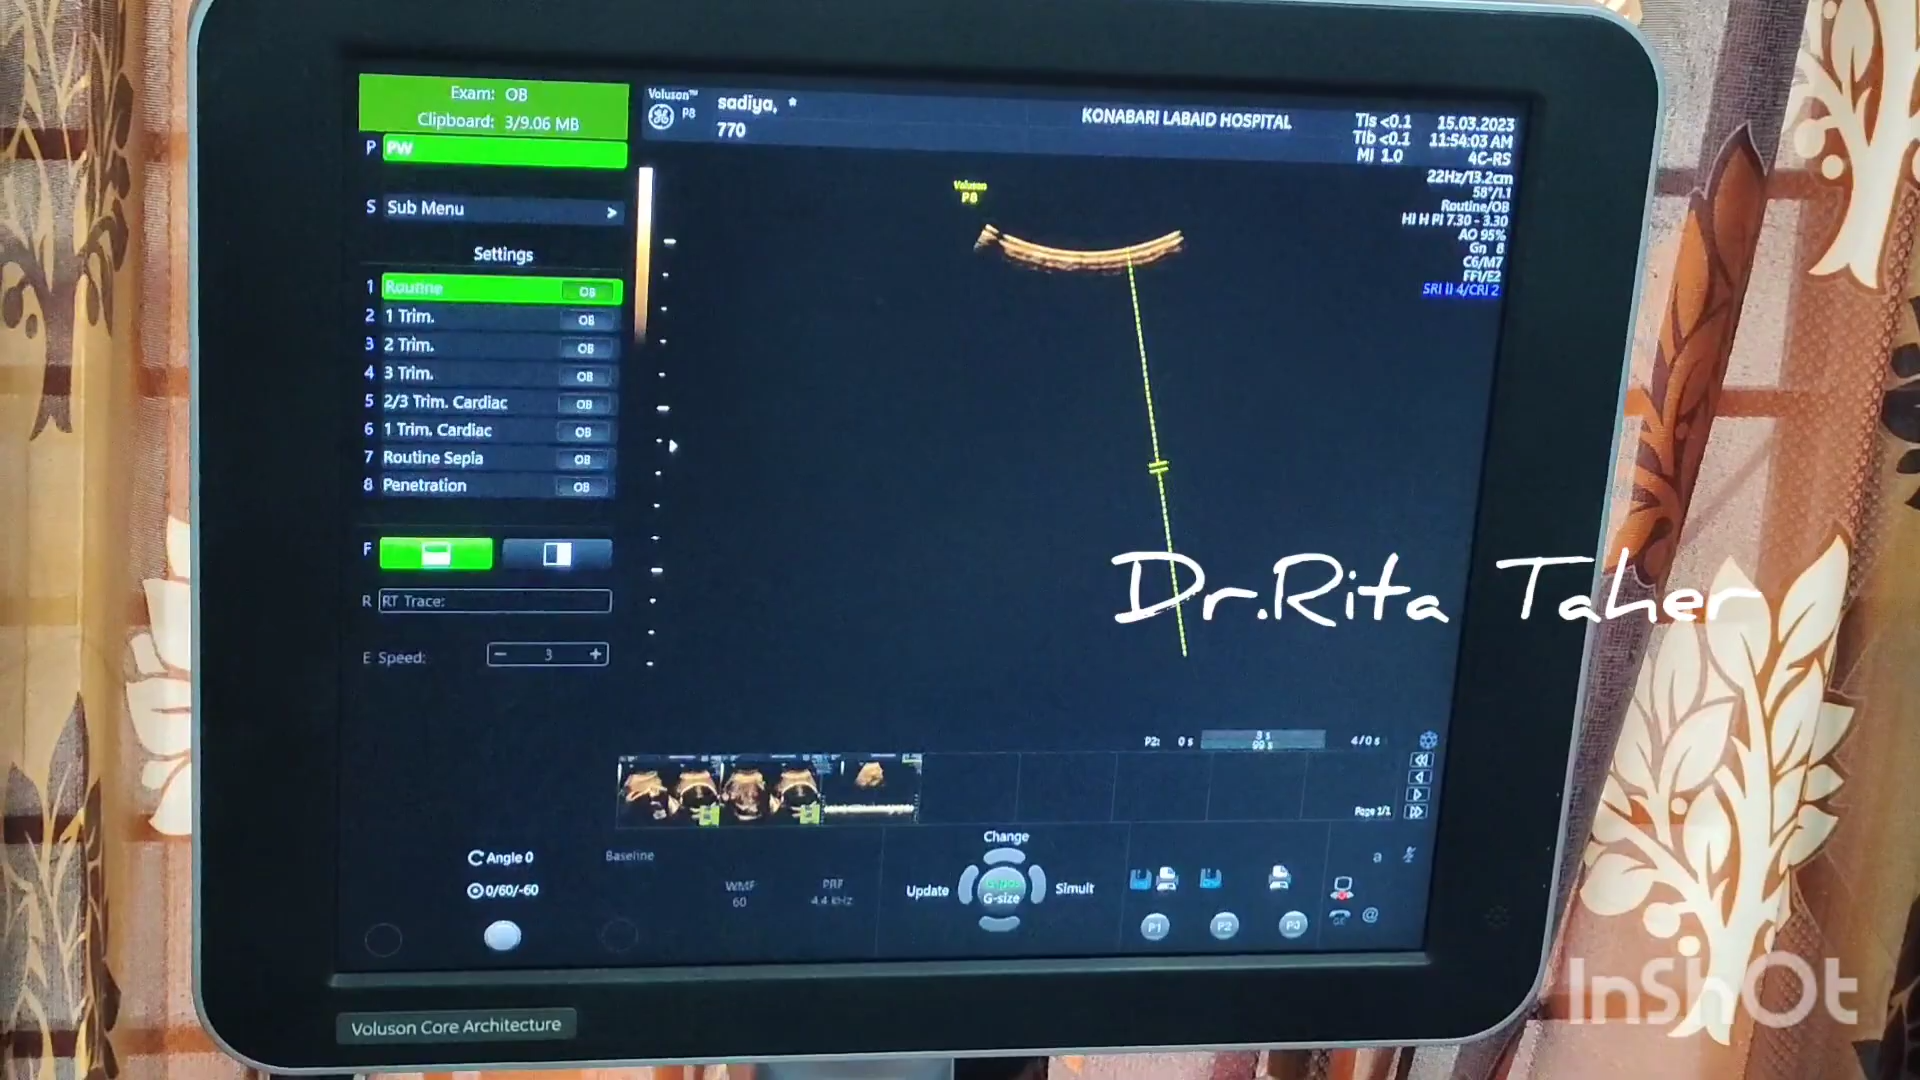 Exam: OB
Clipboard: 3/9.06 MB
P PW
S Sub Menu >
Settings
1 Routine OB
2 1 Trim. OB
3 2 Trim. OB
4 3 Trim. OB
5 2/3 Trim. Cardiac OB
6 1 Trim. Cardiac OB
7 Routine Sepia OB
8 Penetration OB
F
R RT Trace:
E Speed: − 3 +
Voluson™ P8
sadiya, *
770
KONABARI LABAID HOSPITAL
TIs <0.1 15.03.2023
Tib <0.1 11:54:03 AM
MI 1.0 4C-RS
22Hz/13.2cm
58°/1.1
Routine/OB
HI H PI 7.30 - 3.30
AO 95%
Gn 8
C6/M7
FF1/E2
SRI II 4/CRI 2
Voluson
P8
Dr.Rita Taher
P2: 0 s 3 s 99 s 4/0 s
Page 1/1
Angle 0
0/60/-60
Baseline
WMF
60
PRF
4.4 kHz
Change
Update
Simult
G-pos
G-size
a
@
P1 P2 P3
Voluson Core Architecture
InShOt